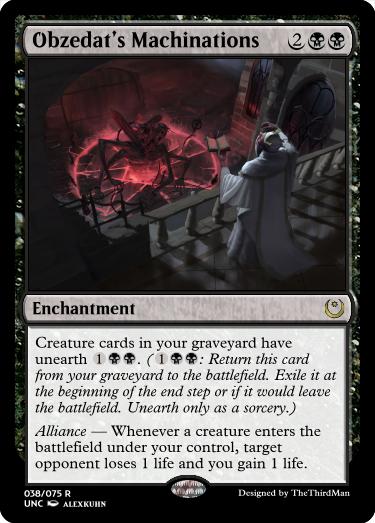 Obzedat's Machinations 2
Enchantment
Creature cards in your graveyard have
unearth 1. (1: Return this card
from your graveyard to the battlefield. Exile it at
the beginning of the end step or if it would leave
the battlefield. Unearth only as a sorcery.)
Alliance — Whenever a creature enters the
battlefield under your control, target
opponent loses 1 life and you gain 1 life.
038/075 R
Designed by TheThirdMan
UNC ALEXKUHN